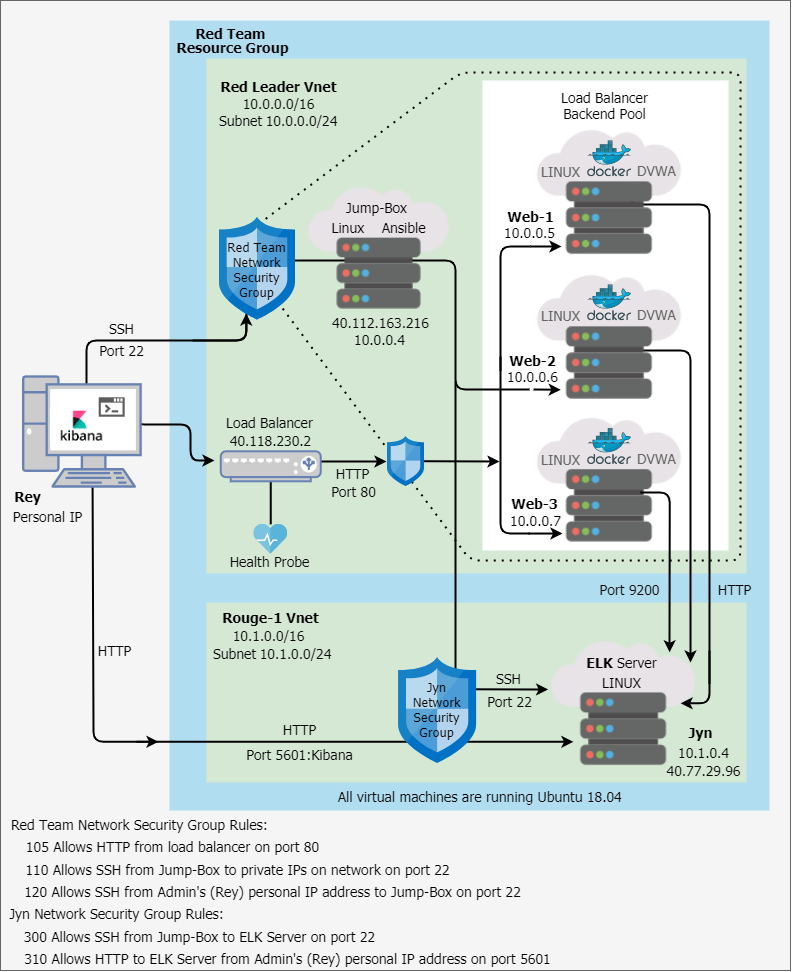 Red Team
Resource Group
Red Leader Vnet
10.0.0.0/16
Subnet 10.0.0.0/24
Load Balancer
Backend Pool
LINUX docker DVWA
Web-1
10.0.0.5
Jump-Box
Linux Ansible
Red Team
Network
Security
Group
40.112.163.216
10.0.0.4
SSH
Port 22
LINUX docker DVWA
Web-2
10.0.0.6
kibana
Rey
Personal IP
Load Balancer
40.118.230.2
HTTP
Port 80
Health Probe
LINUX docker DVWA
Web-3
10.0.0.7
Port 9200
HTTP
Rouge-1 Vnet
10.1.0.0/16
Subnet 10.1.0.0/24
HTTP
Jyn
Network
Security
Group
SSH
Port 22
ELK Server
LINUX
HTTP
Port 5601:Kibana
Jyn
10.1.0.4
40.77.29.96
All virtual machines are running Ubuntu 18.04
Red Team Network Security Group Rules:
105 Allows HTTP from load balancer on port 80
110 Allows SSH from Jump-Box to private IPs on network on port 22
120 Allows SSH from Admin's (Rey) personal IP address to Jump-Box on port 22
Jyn Network Security Group Rules:
300 Allows SSH from Jump-Box to ELK Server on port 22
310 Allows HTTP to ELK Server from Admin's (Rey) personal IP address on port 5601